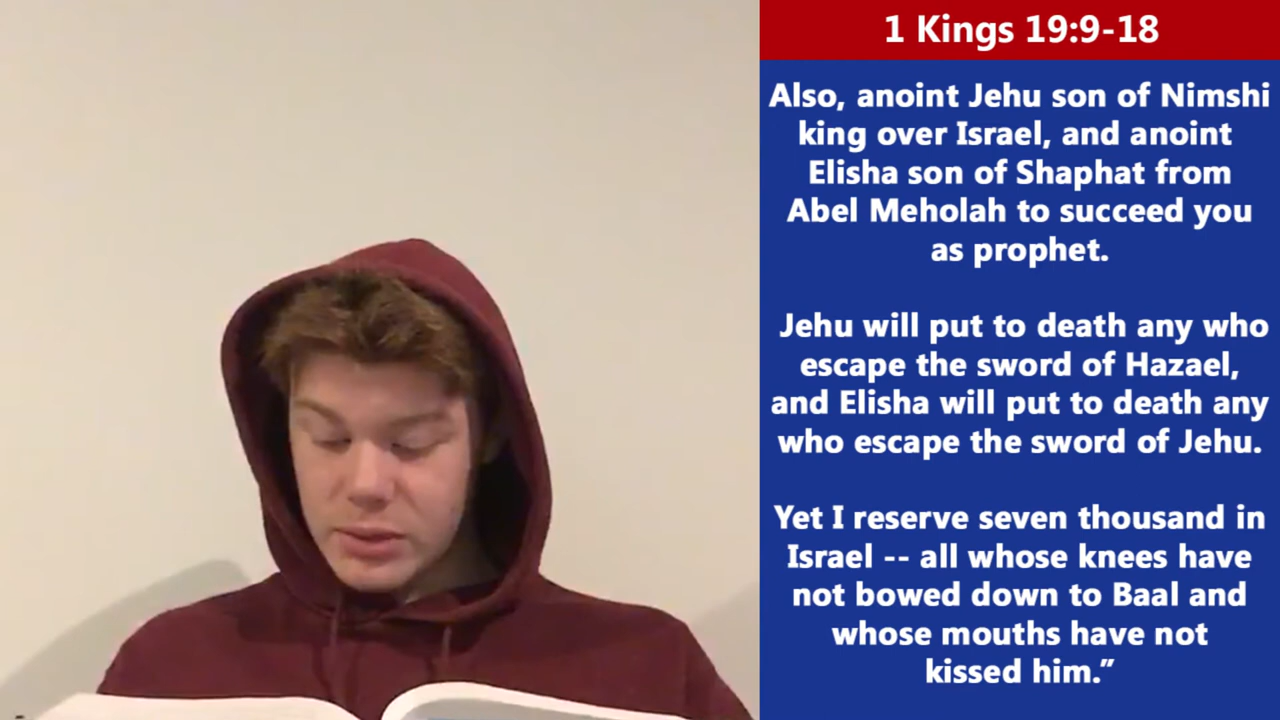 1 Kings 19:9-18
Also, anoint Jehu son of Nimshi
king over Israel, and anoint
Elisha son of Shaphat from
Abel Meholah to succeed you
as prophet.
Jehu will put to death any who
escape the sword of Hazael,
and Elisha will put to death any
who escape the sword of Jehu.
Yet I reserve seven thousand in
Israel -- all whose knees have
not bowed down to Baal and
whose mouths have not
kissed him.”